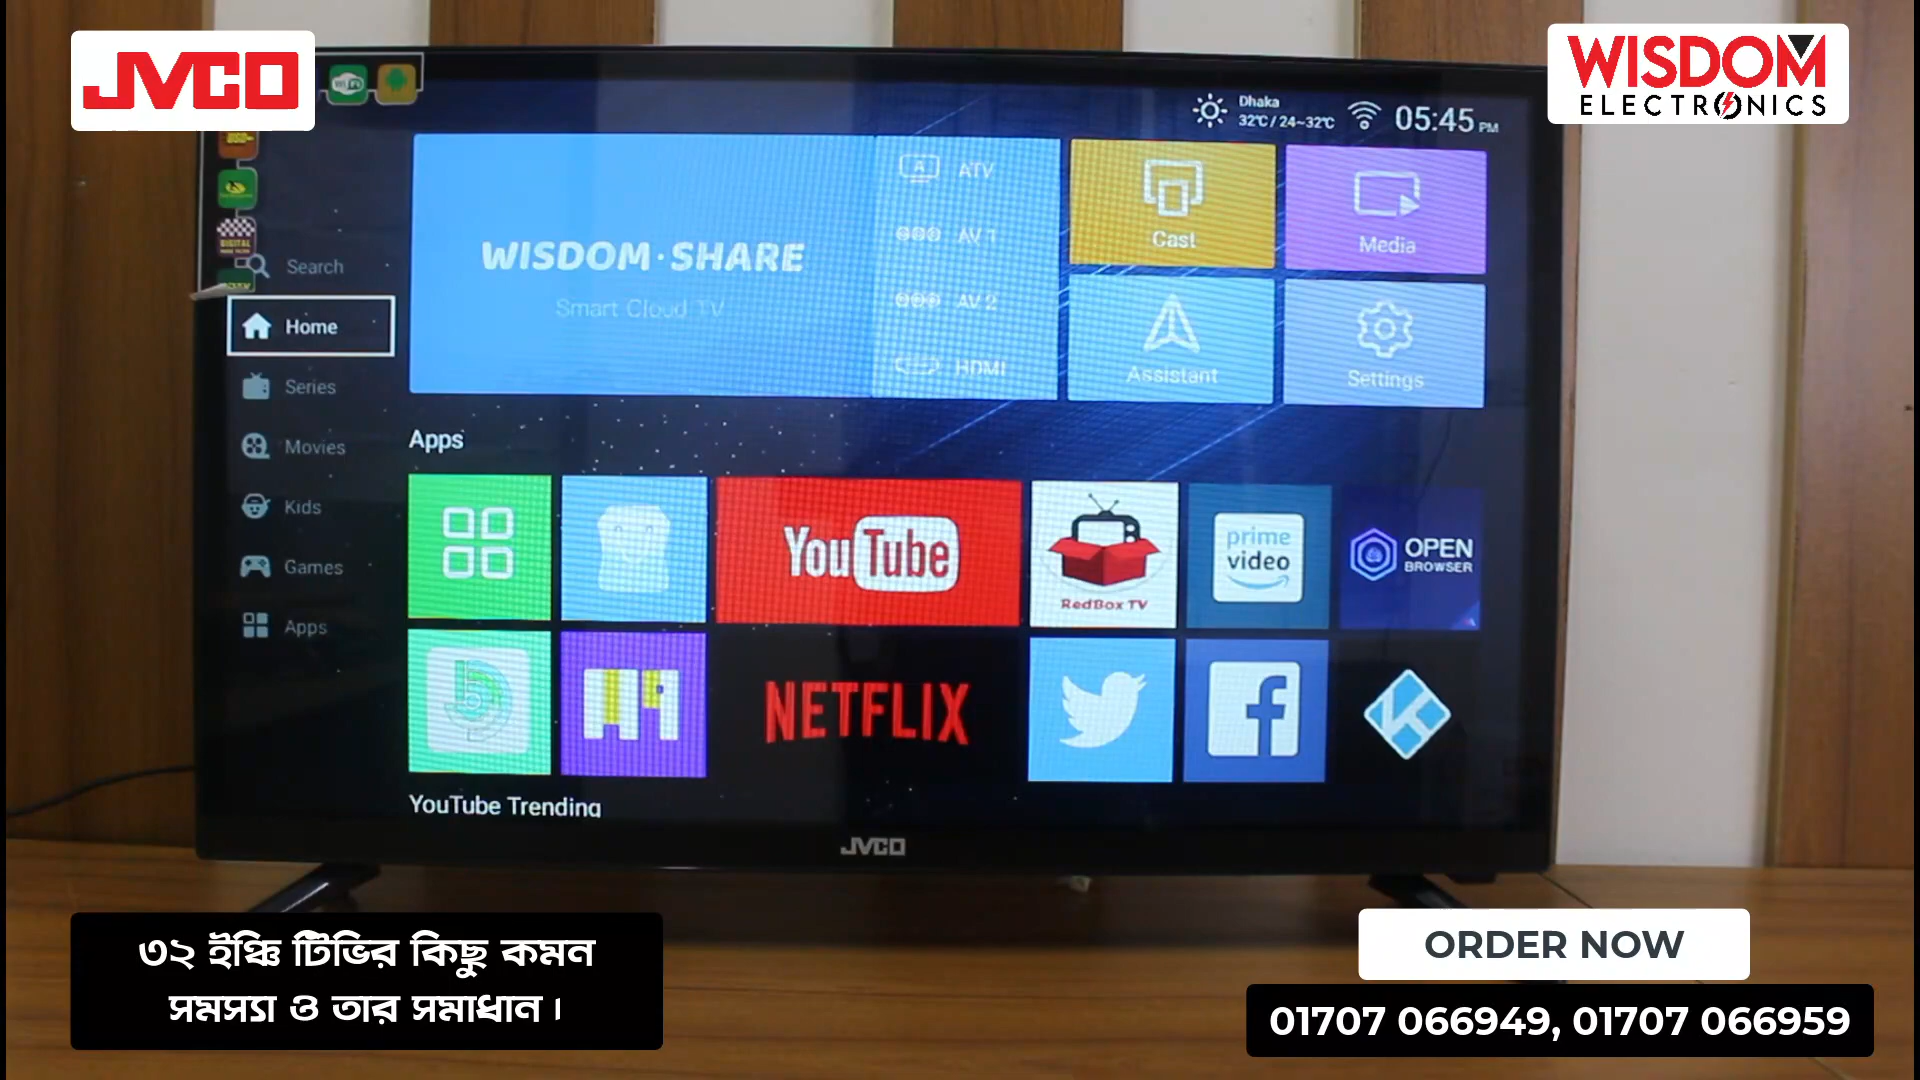 JVCO
WISDOM
ELECTRONICS
WiFi
Dhaka
32℃ / 24~32℃
05:45 PM
DIGITAL
Search
Home
Series
Movies
Kids
Games
Apps
WISDOM·SHARE
Smart Cloud TV
ATV
AV 1
AV 2
HDMI
Cast
Media
Assistant
Settings
Apps
YouTube
RedBox TV
prime video
OPEN BROWSER
NETFLIX
YouTube Trending
JVCO
৩২ ইঞ্চি টিভির কিছু কমন
সমস্যা ও তার সমাধান।
ORDER NOW
01707 066949, 01707 066959